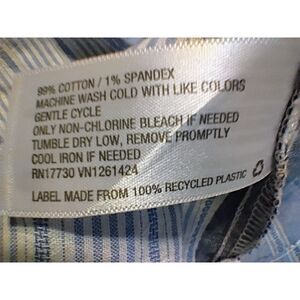 99% COTTON / 1% SPANDEX
MACHINE WASH COLD WITH LIKE COLORS
GENTLE CYCLE
ONLY NON-CHLORINE BLEACH IF NEEDED
TUMBLE DRY LOW, REMOVE PROMPTLY
COOL IRON IF NEEDED
RN17730 VN1261424
LABEL MADE FROM 100% RECYCLED PLASTIC